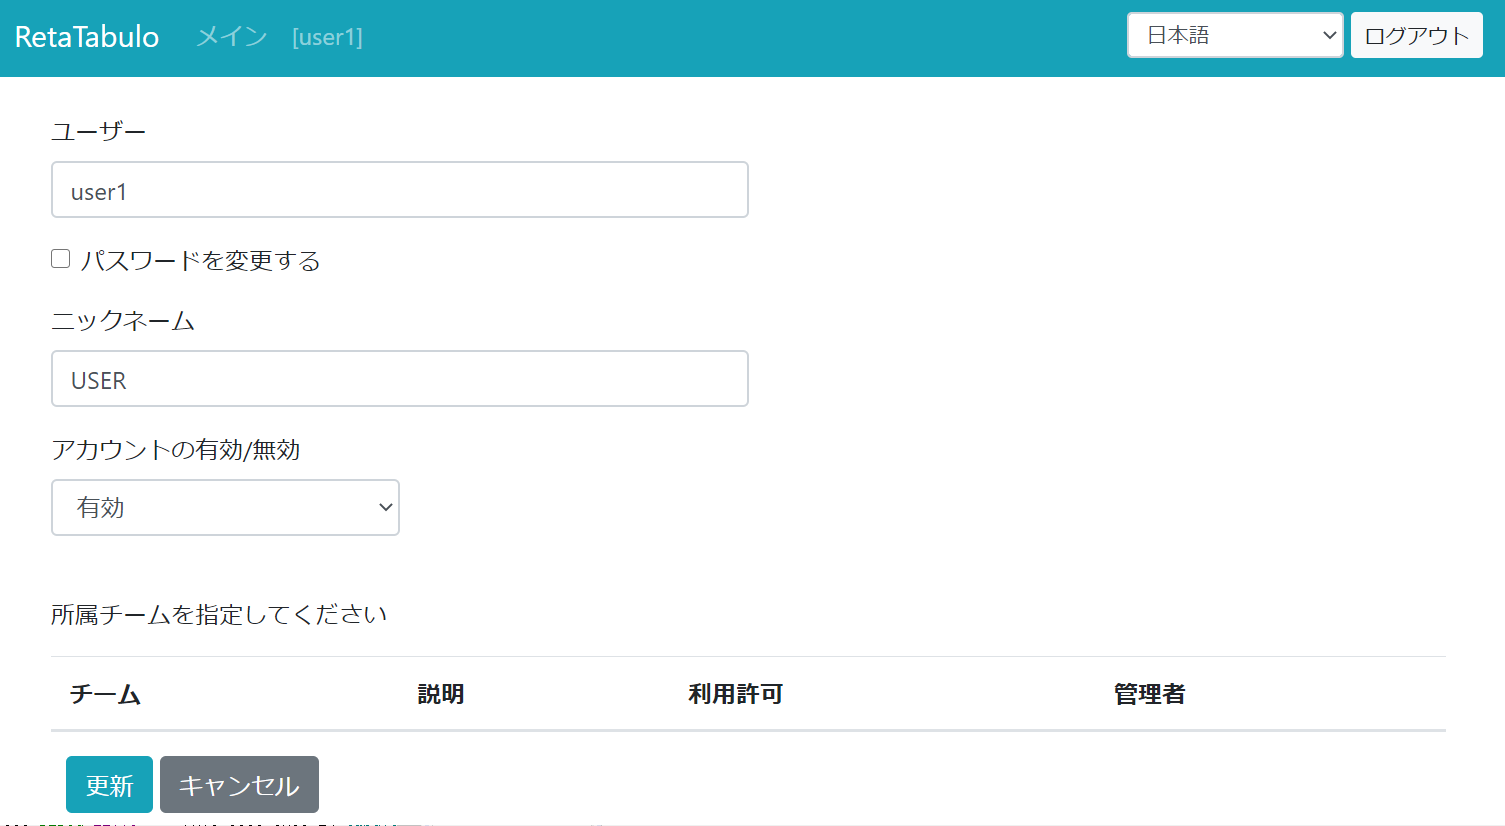 RetaTabulo メイン [user1] 日本語 ログアウト
ユーザー
user1
パスワードを変更する
ニックネーム
USER
アカウントの有効/無効
有効
所属チームを指定してください
チーム 説明 利用許可 管理者
更新 キャンセル